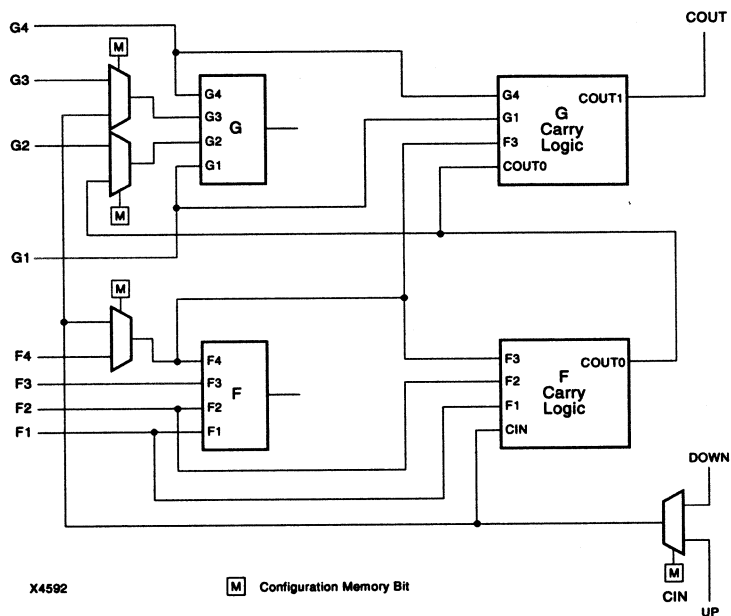 G4
COUT
M
G3
G2
M
G4
G3
G2
G1
G
G4
G1
F3
COUT0
G
Carry
Logic
COUT1
G1
M
F4
F3
F2
F1
F4
F3
F2
F1
F
F3
F2
F1
CIN
F
Carry
Logic
COUT0
DOWN
M
CIN
UP
X4592
M Configuration Memory Bit